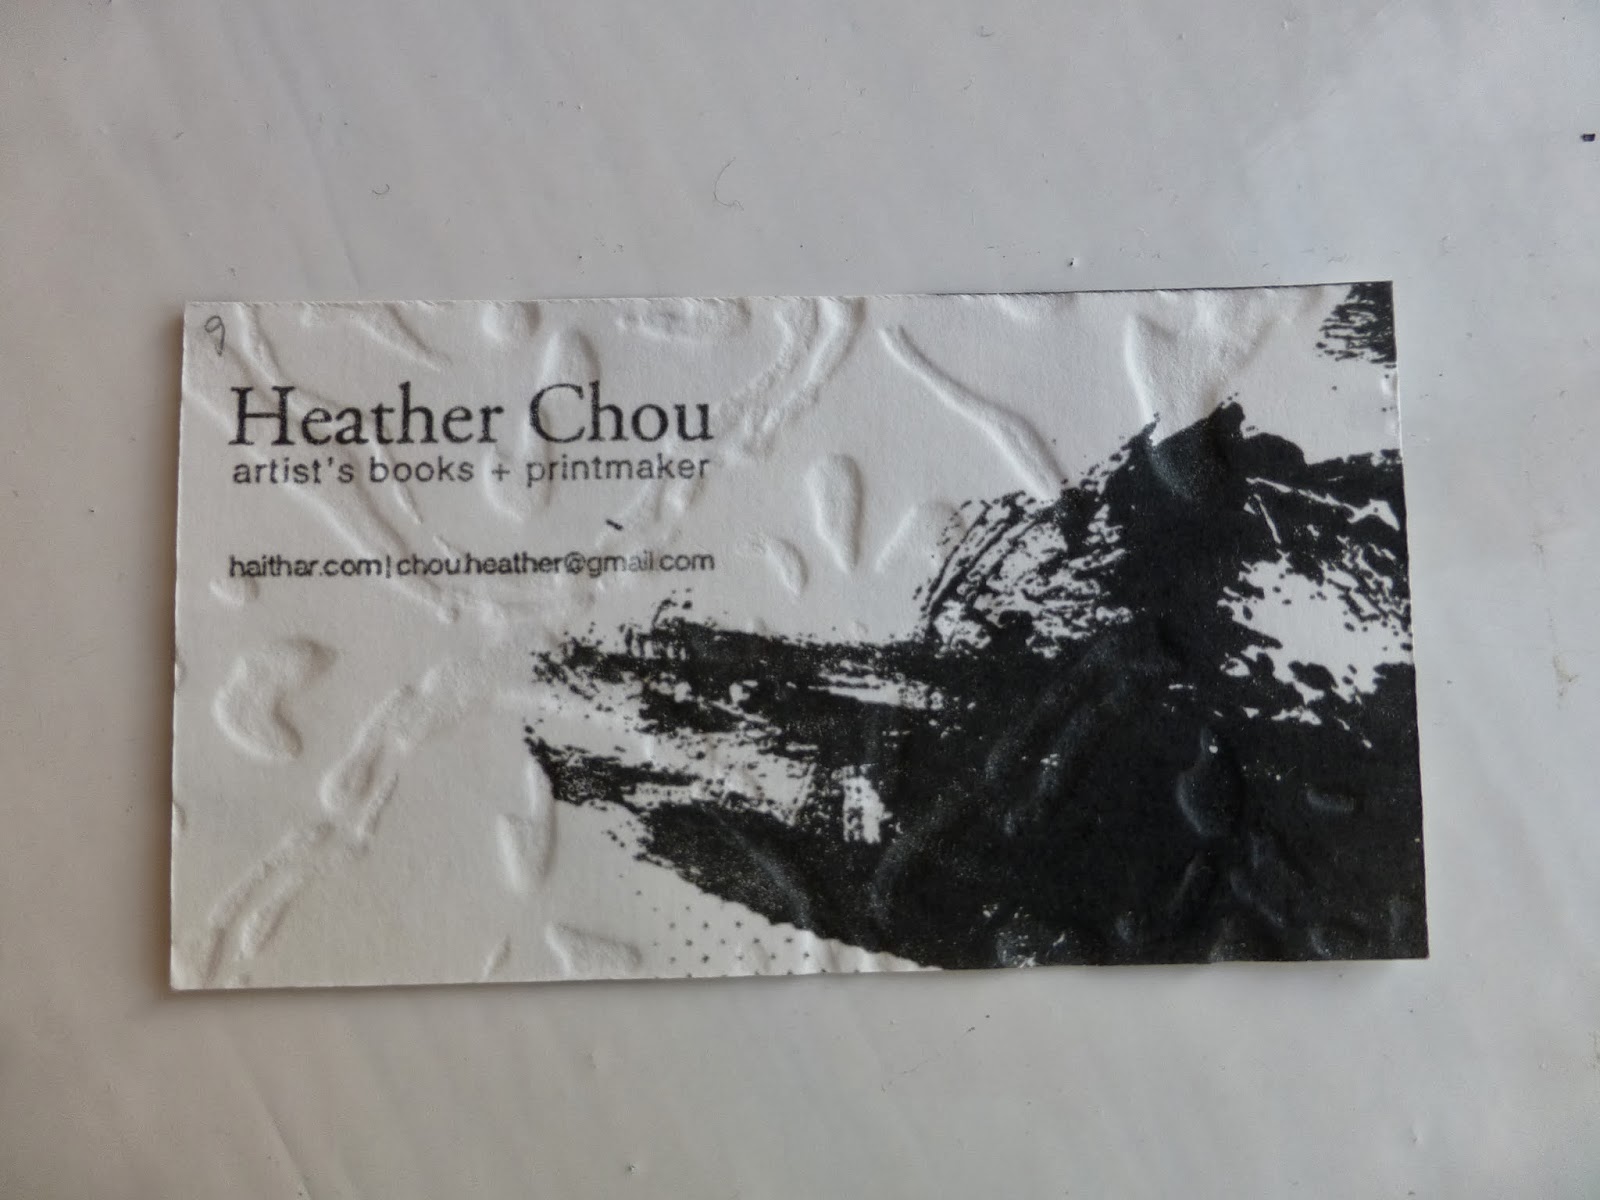 9
Heather Chou
artist's books + printmaker
haithar.com|chou.heather@gmail.com